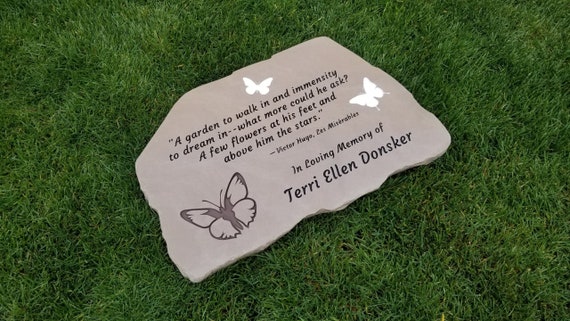 "A garden to walk in and immensity
to dream in--what more could he ask?
A few flowers at his feet and
above him the stars."
—Victor Hugo, Les Misérables
In Loving Memory of
Terri Ellen Donsker